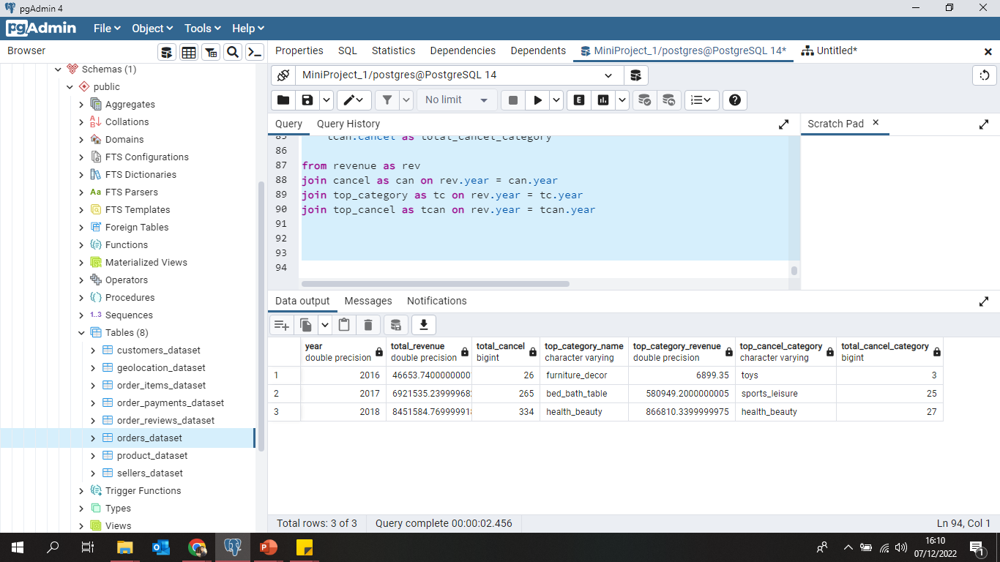 pgAdmin 4
pgAdmin File Object Tools Help
Browser
Properties SQL Statistics Dependencies Dependents MiniProject_1/postgres@PostgreSQL 14* Untitled*
MiniProject_1/postgres@PostgreSQL 14
No limit
E
Query Query History
Scratch Pad
Schemas (1)
public
Aggregates
Collations
Domains
FTS Configurations
FTS Dictionaries
Aa FTS Parsers
FTS Templates
Foreign Tables
Functions
Materialized Views
Operators
Procedures
1..3 Sequences
Tables (8)
customers_dataset
geolocation_dataset
order_items_dataset
order_payments_dataset
order_reviews_dataset
orders_dataset
product_dataset
sellers_dataset
Trigger Functions
Types
Views
85 tcan.cancel as total_cancel_category
86
87 from revenue as rev
88 join cancel as can on rev.year = can.year
89 join top_category as tc on rev.year = tc.year
90 join top_cancel as tcan on rev.year = tcan.year
91
92
93
94
Data output Messages Notifications
year total_revenue total_cancel top_category_name top_category_revenue top_cancel_category total_cancel_category
double precision double precision bigint character varying double precision character varying bigint
1 2016 46653.7400000000 26 furniture_decor 6899.35 toys 3
2 2017 6921535.239999968 265 bed_bath_table 580949.2000000005 sports_leisure 25
3 2018 8451584.769999991 334 health_beauty 866810.3399999975 health_beauty 27
Total rows: 3 of 3 Query complete 00:00:02.456 Ln 94, Col 1
16:10
07/12/2022
1